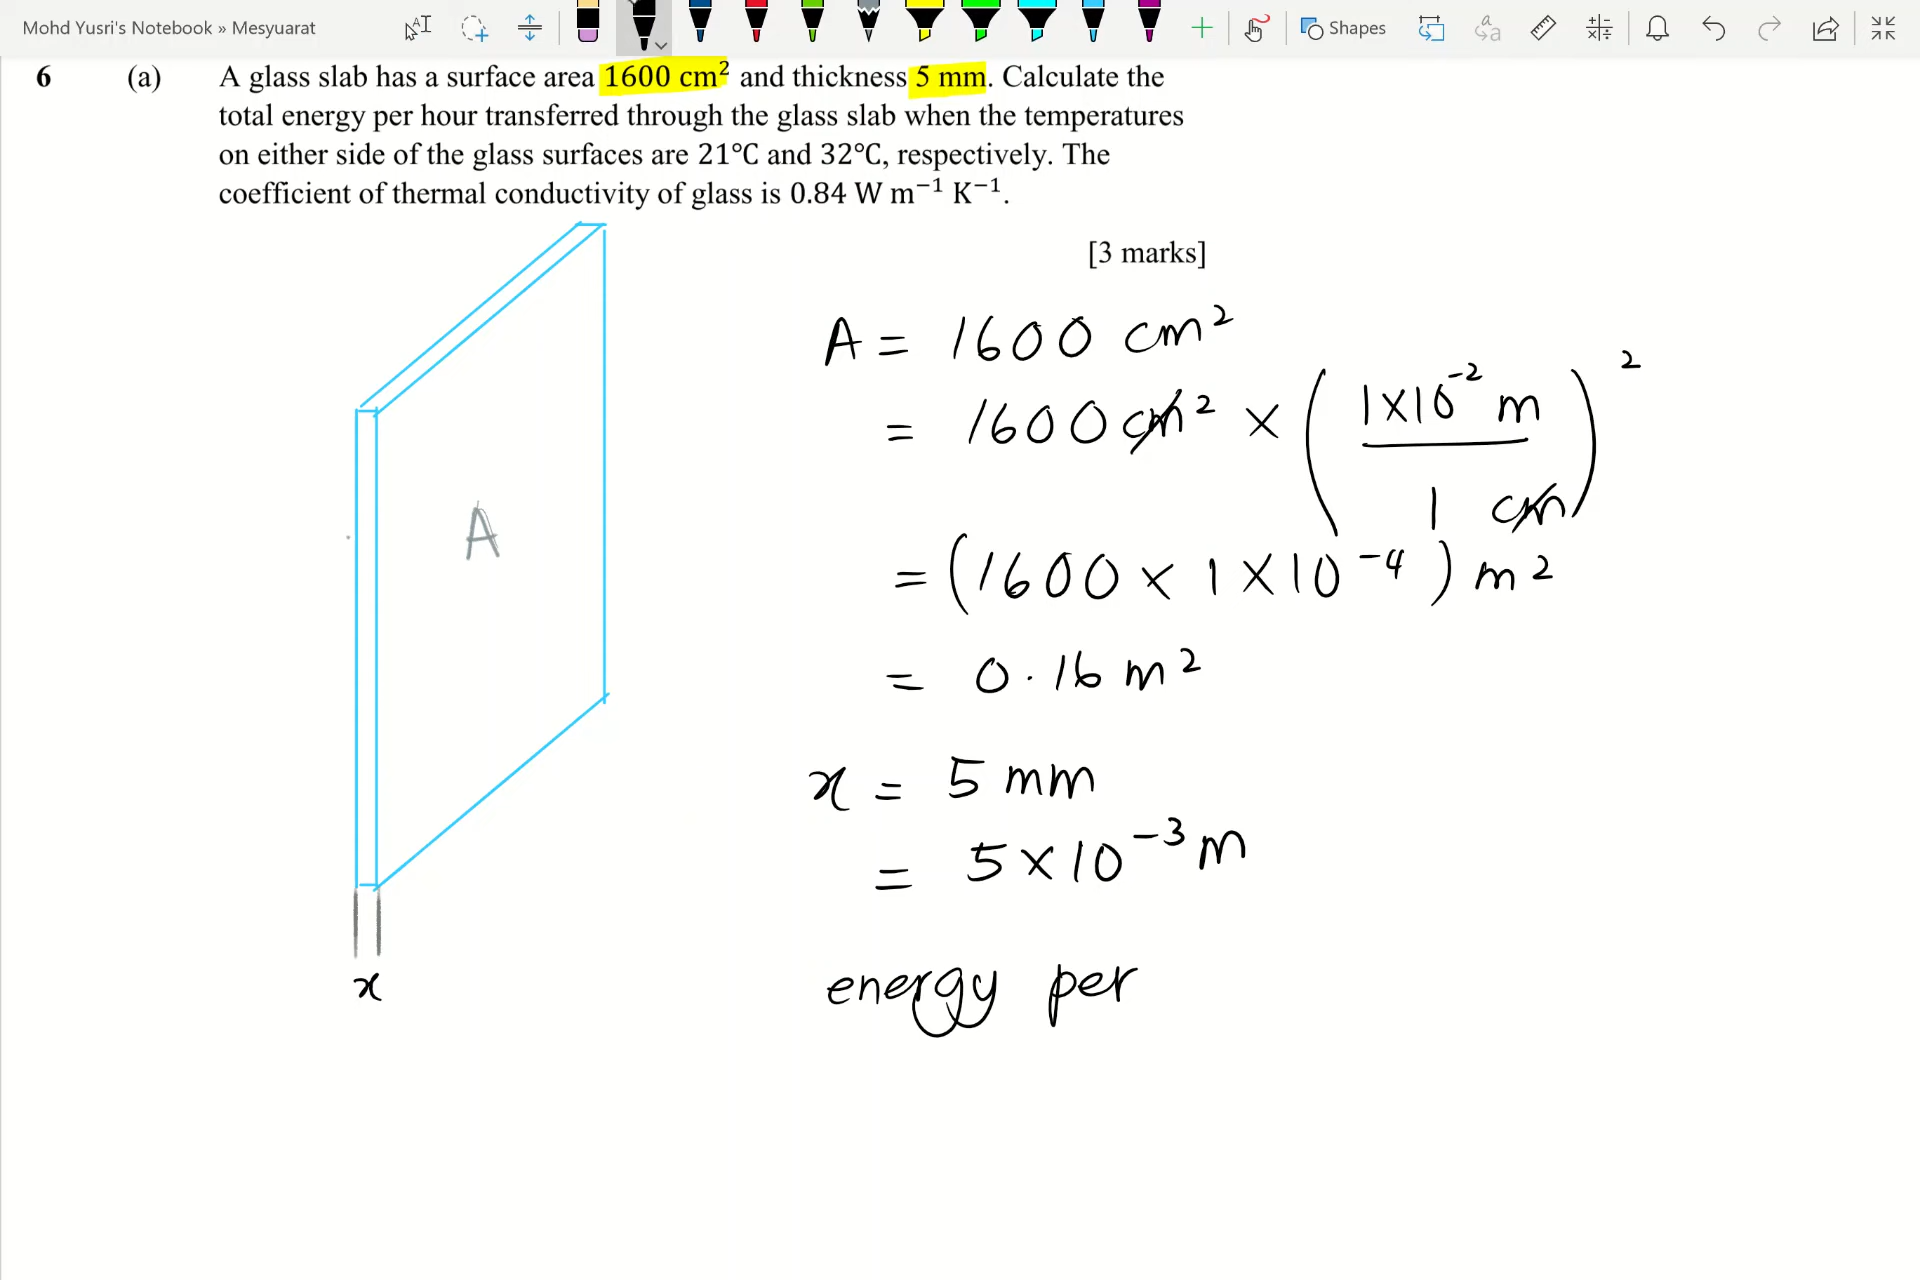 Mohd Yusri's Notebook » Mesyuarat
Shapes
6 (a) A glass slab has a surface area 1600 cm² and thickness 5 mm. Calculate the
total energy per hour transferred through the glass slab when the temperatures
on either side of the glass surfaces are 21°C and 32°C, respectively. The
coefficient of thermal conductivity of glass is 0.84 W m⁻¹ K⁻¹.
[3 marks]
A = 1600 cm²
= 1600 cm² × (1×10⁻² m / 1 cm)²
= (1600 × 1 × 10⁻⁴) m²
= 0.16 m²
A
x = 5 mm
= 5×10⁻³ m
x
energy per